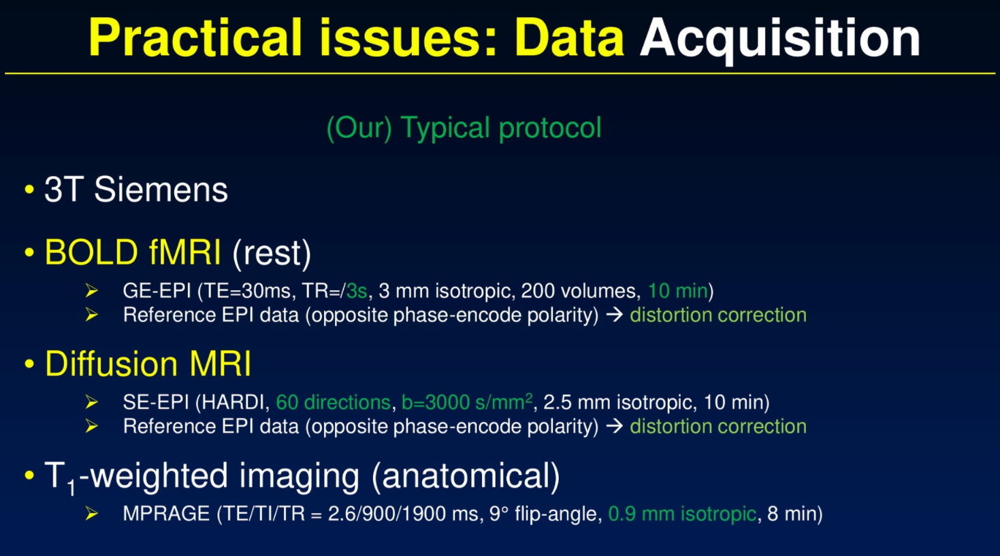 Practical issues: Data Acquisition
(Our) Typical protocol
• 3T Siemens
• BOLD fMRI (rest)
➢ GE-EPI (TE=30ms, TR=/3s, 3 mm isotropic, 200 volumes, 10 min)
➢ Reference EPI data (opposite phase-encode polarity) → distortion correction
• Diffusion MRI
➢ SE-EPI (HARDI, 60 directions, b=3000 s/mm², 2.5 mm isotropic, 10 min)
➢ Reference EPI data (opposite phase-encode polarity) → distortion correction
• T₁-weighted imaging (anatomical)
➢ MPRAGE (TE/TI/TR = 2.6/900/1900 ms, 9° flip-angle, 0.9 mm isotropic, 8 min)